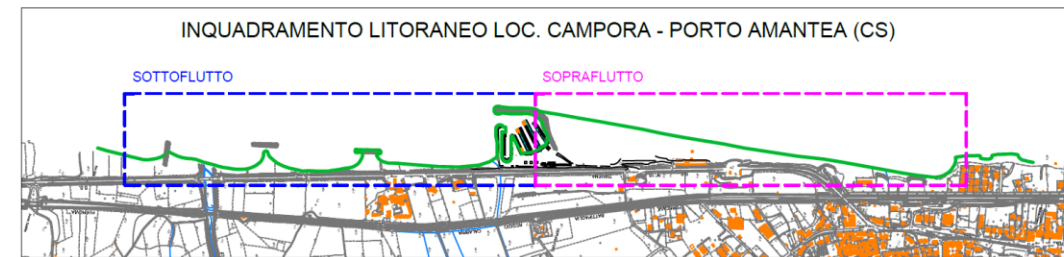 INQUADRAMENTO LITORANEO LOC. CAMPORA - PORTO AMANTEA (CS)
SOTTOFLUTTO
SOPRAFLUTTO